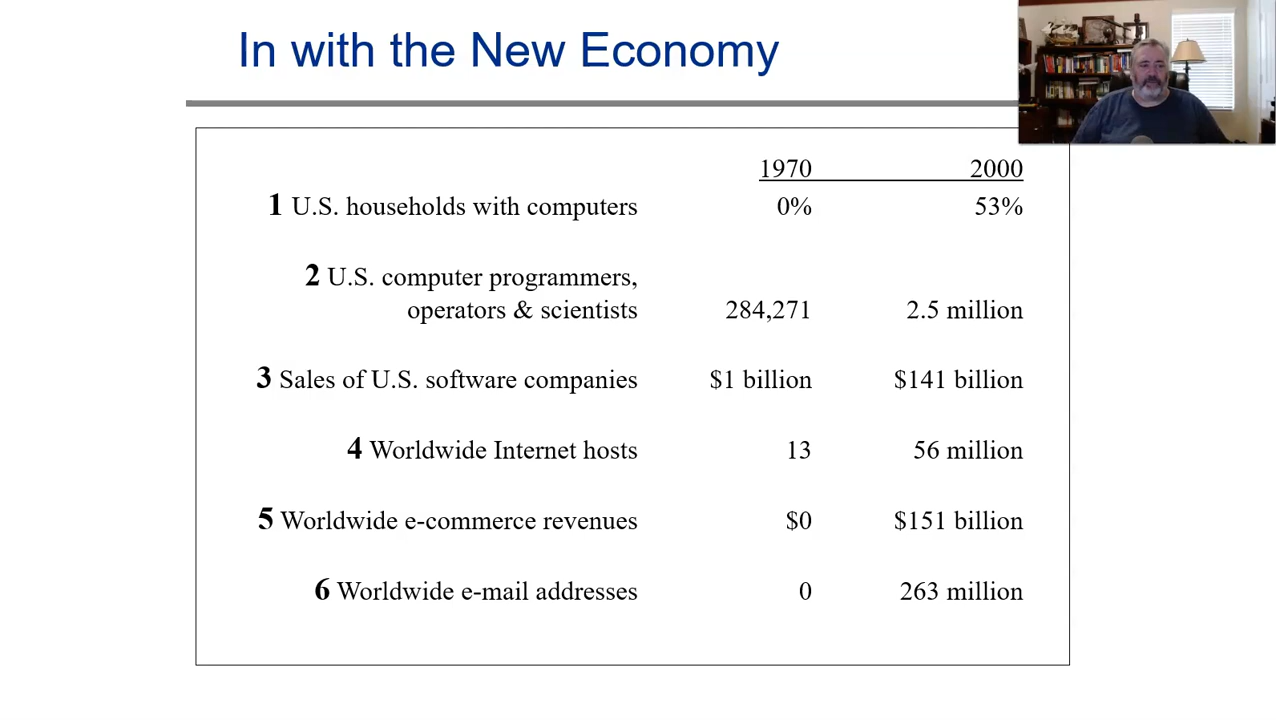 In with the New Economy
1970 2000
1 U.S. households with computers 0% 53%
2 U.S. computer programmers,
operators & scientists 284,271 2.5 million
3 Sales of U.S. software companies $1 billion $141 billion
4 Worldwide Internet hosts 13 56 million
5 Worldwide e-commerce revenues $0 $151 billion
6 Worldwide e-mail addresses 0 263 million